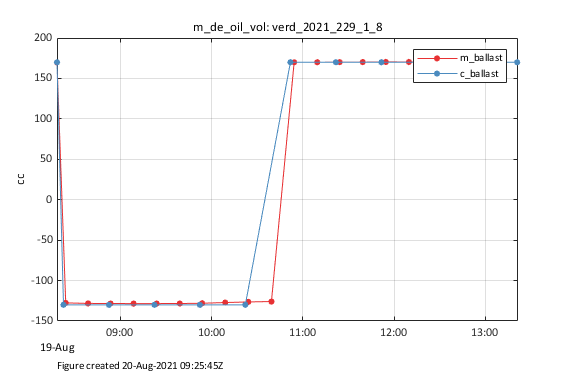 m_de_oil_vol: verd_2021_229_1_8
200
150
100
50
0
-50
-100
-150
cc
m_ballast
c_ballast
09:00 10:00 11:00 12:00 13:00
19-Aug
Figure created 20-Aug-2021 09:25:45Z